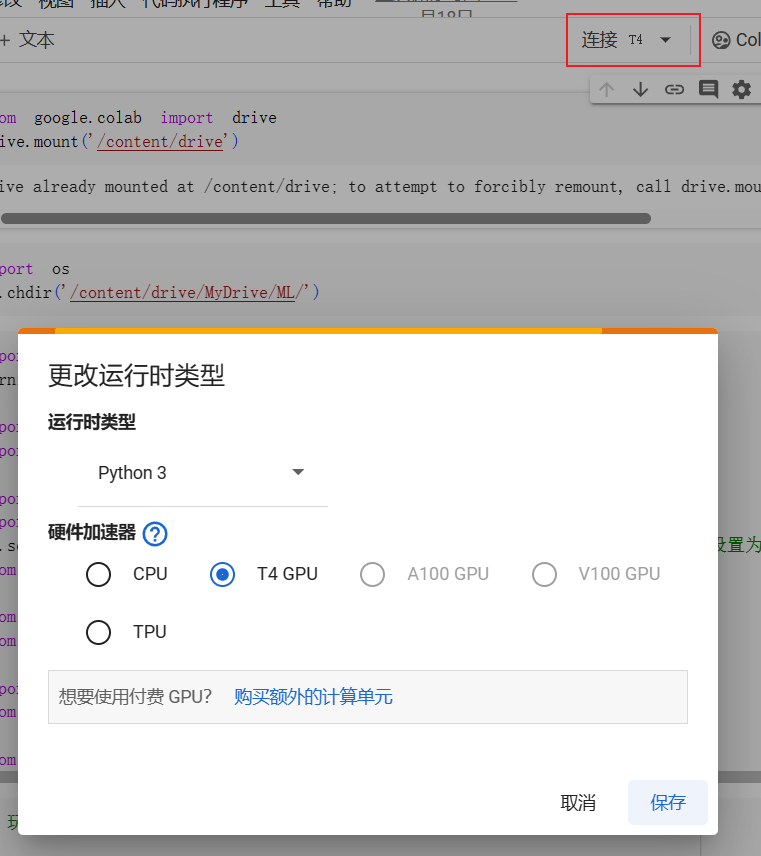 视图 插入 代码执行程序 工具 帮助
月18日
+ 文本
连接 T4
Col
om google.colab import drive
ive.mount('/content/drive')
ive already mounted at /content/drive; to attempt to forcibly remount, call drive.mou
port os
.chdir('/content/drive/MyDrive/ML/')
更改运行时类型
运行时类型
Python 3
硬件加速器
设置为
CPU
T4 GPU
A100 GPU
V100 GPU
TPU
想要使用付费 GPU? 购买额外的计算单元
取消
保存